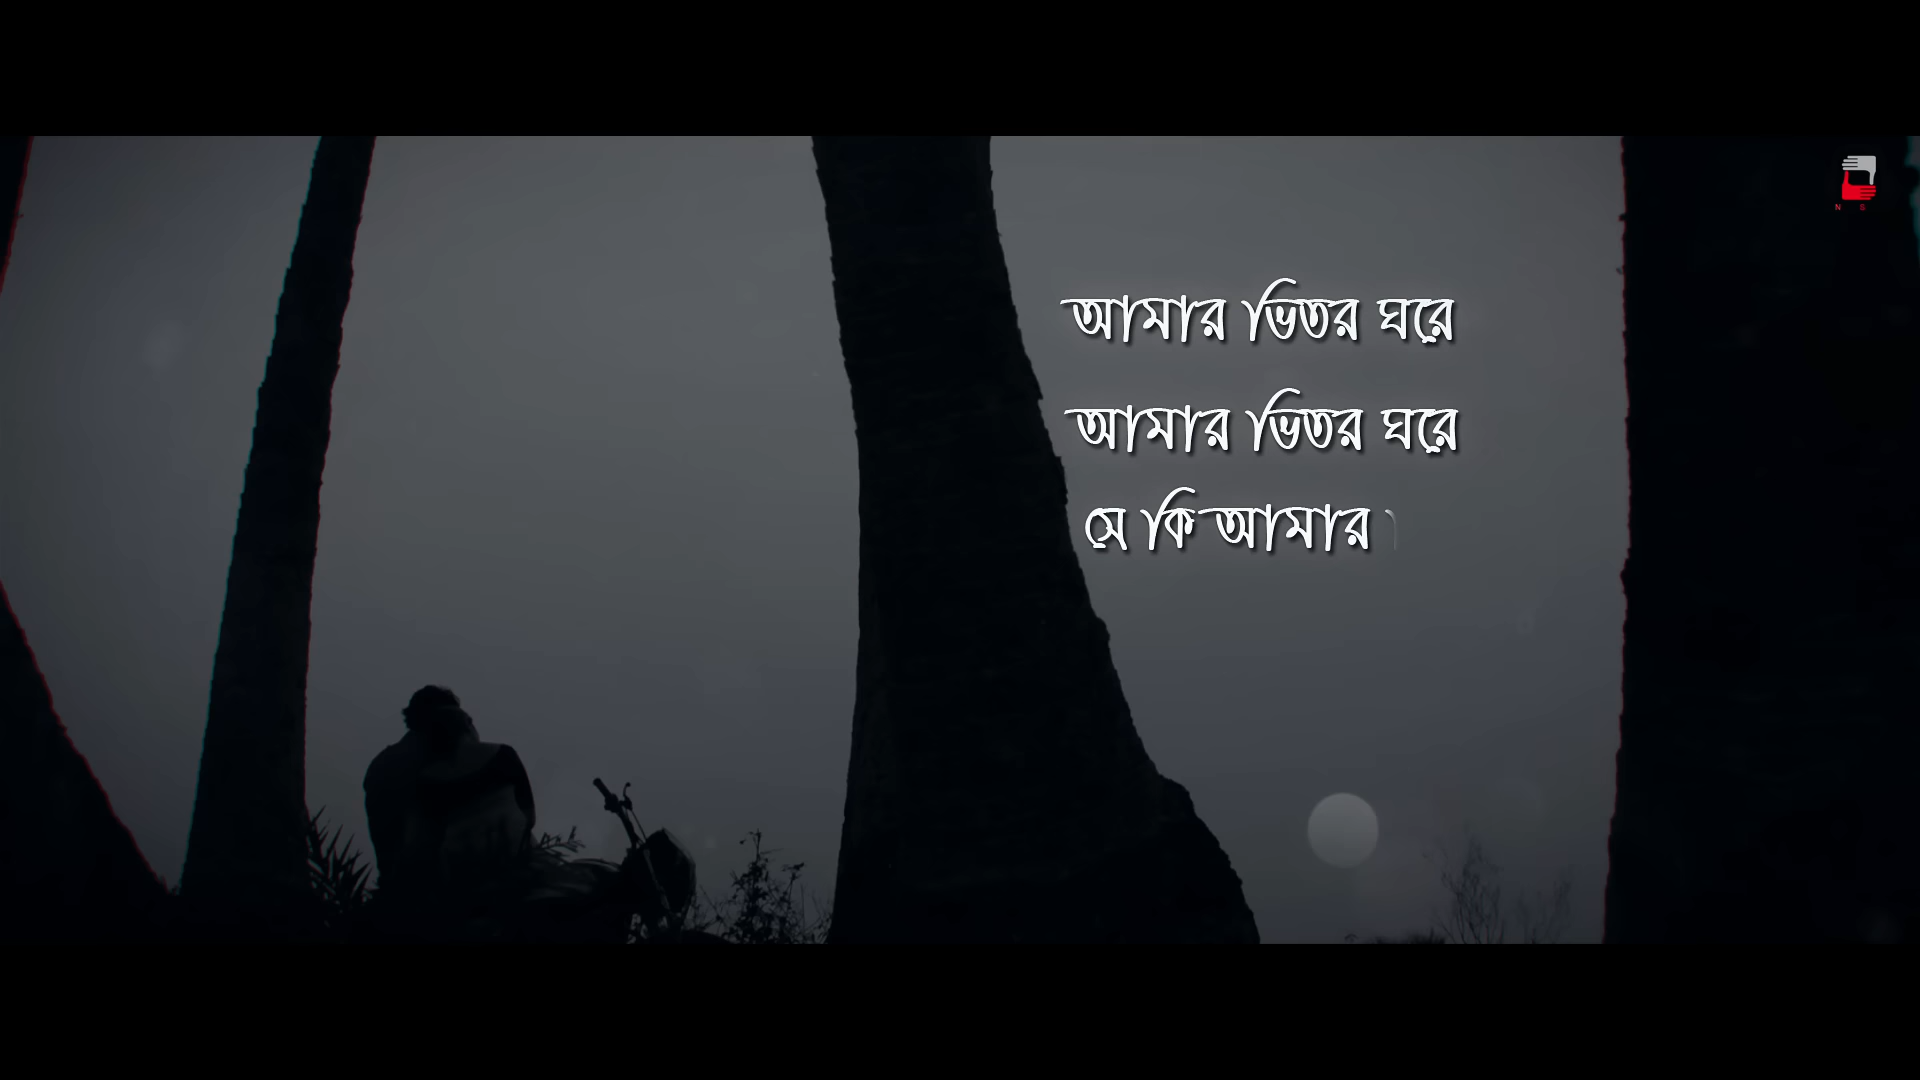 আমার ভিতর ঘরে
আমার ভিতর ঘরে
সে কি আমার
N S